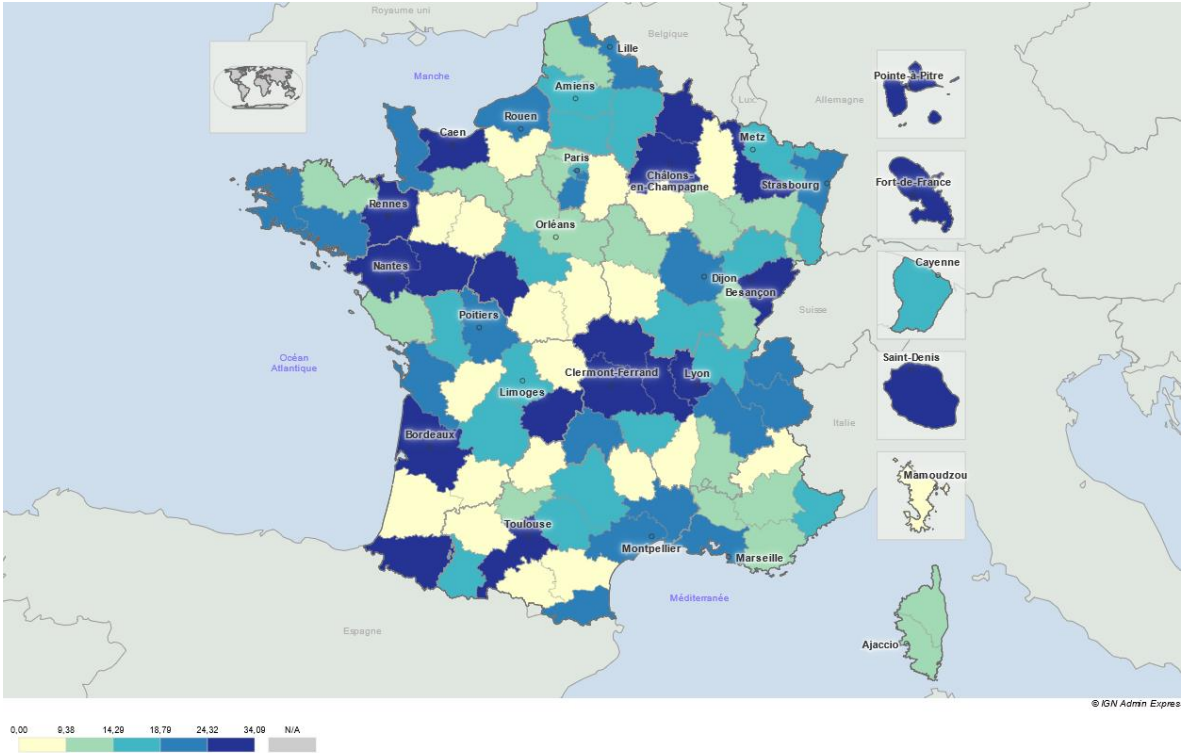 Royaume uni
Belgique
Lille
Manche
Pointe-à-Pitre
Amiens
Lux.
Allemagne
Rouen
Caen
Metz
Paris
Châlons-
en-Champagne
Strasbourg
Fort-de-France
Rennes
Orléans
Nantes
Dijon
Cayenne
Besançon
Suisse
Poitiers
Océan
Atlantique
Saint-Denis
Clermont-Ferrand
Lyon
Limoges
Italie
Bordeaux
Mamoudzou
Toulouse
Montpellier
Marseille
Méditerranée
Espagne
Ajaccio
© IGN Admin Expres
0,00 9,38 14,29 18,79 24,32 34,09 N/A